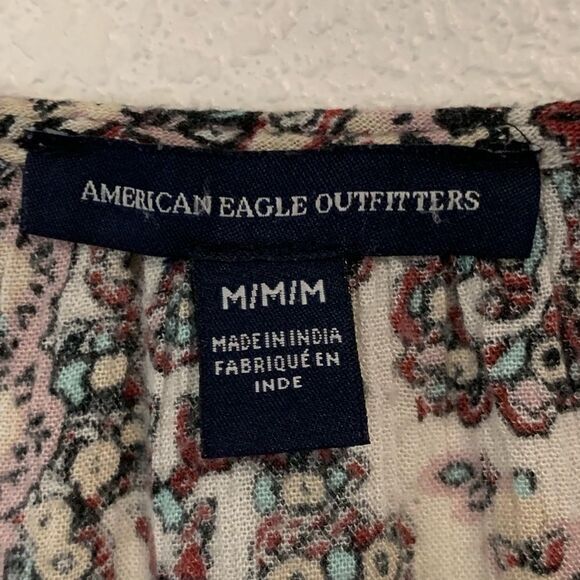 AMERICAN EAGLE OUTFITTERS
M/M/M
MADE IN INDIA
FABRIQUÉ EN
INDE